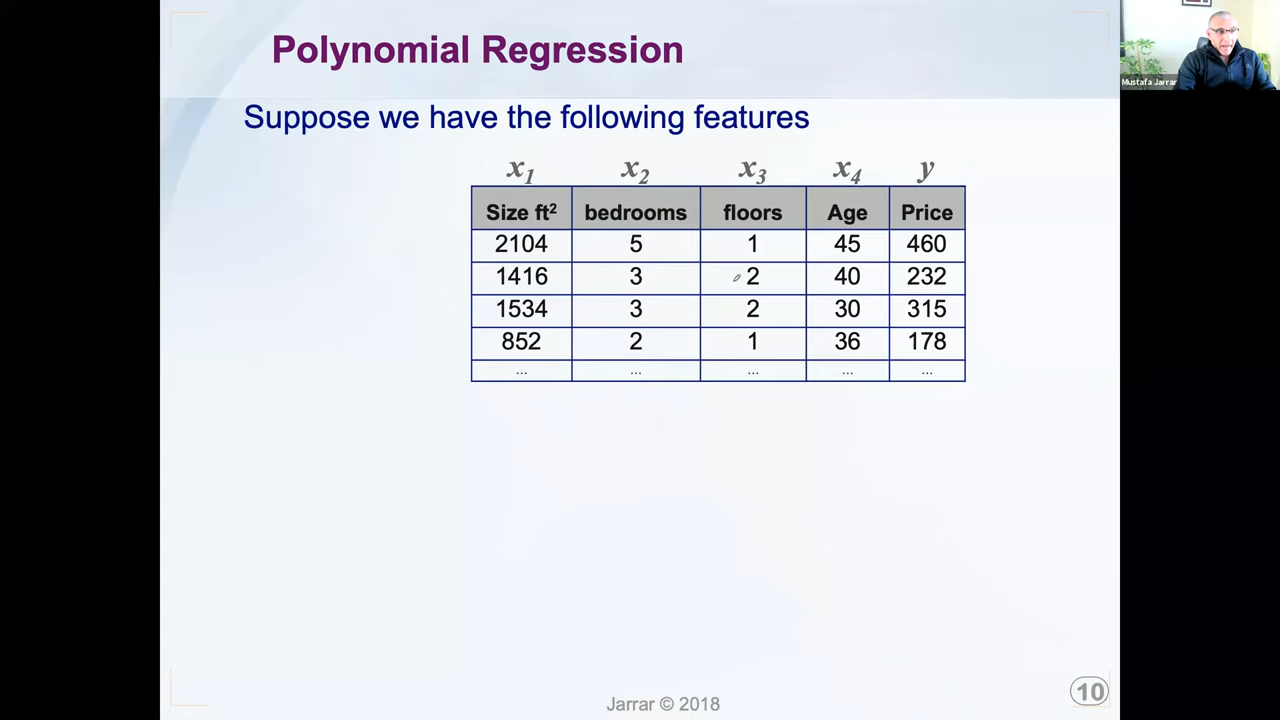 Polynomial Regression
Mustafa Jarrar
Suppose we have the following features
x1 x2 x3 x4 y
Size ft² bedrooms floors Age Price
2104 5 1 45 460
1416 3 2 40 232
1534 3 2 30 315
852 2 1 36 178
... ... ... ... ...
Jarrar © 2018
10